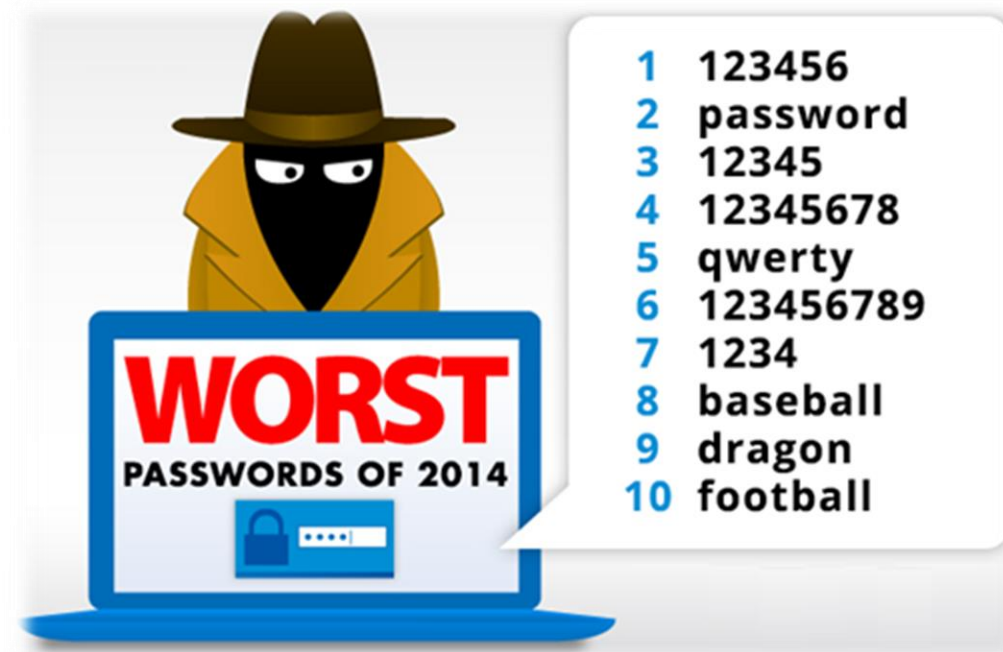 WORST
PASSWORDS OF 2014
1 123456
2 password
3 12345
4 12345678
5 qwerty
6 123456789
7 1234
8 baseball
9 dragon
10 football